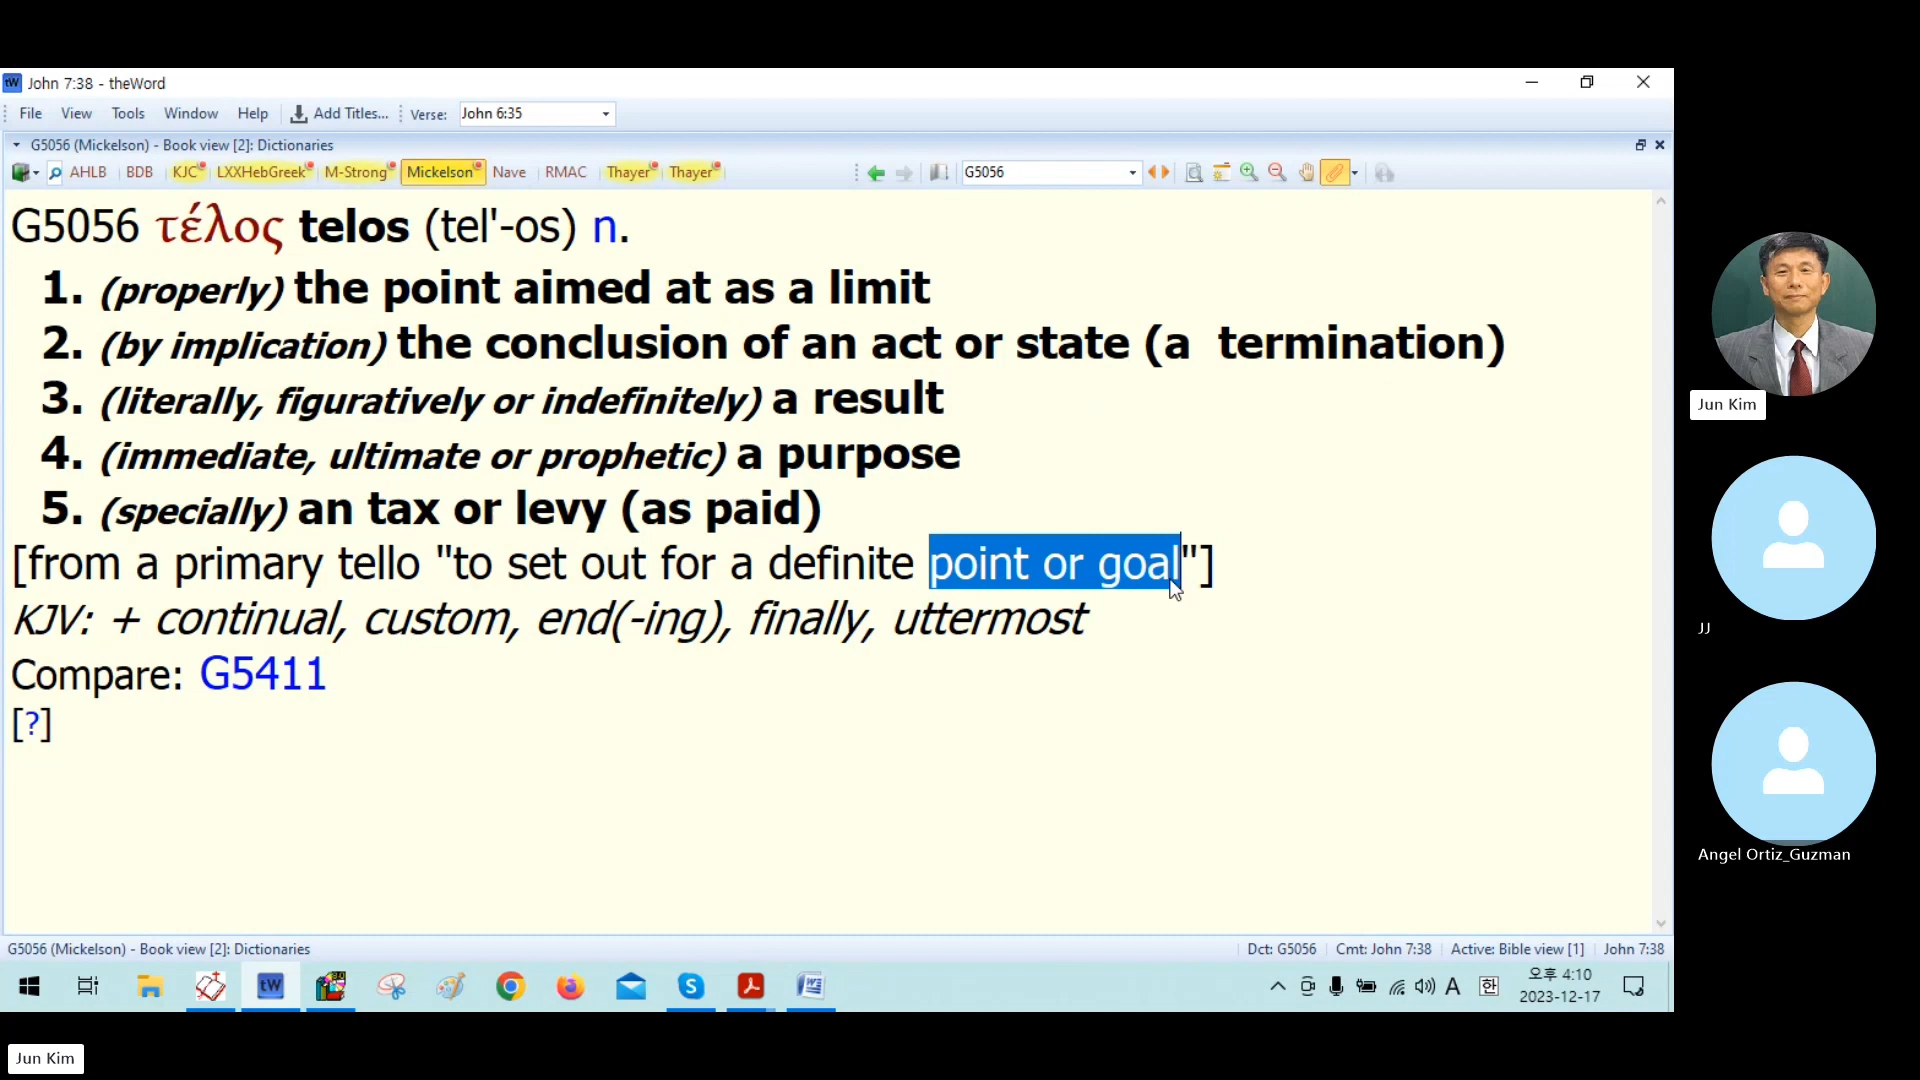 John 7:38 - theWord
File View Tools Window Help Add Titles... Verse: John 6:35
G5056 (Mickelson) - Book view [2]: Dictionaries
AHLB BDB KJC LXXHebGreek M-Strong Mickelson Nave RMAC Thayer Thayer G5056
G5056 τέλος telos (tel'-os) n.
1. (properly) the point aimed at as a limit
2. (by implication) the conclusion of an act or state (a termination)
3. (literally, figuratively or indefinitely) a result
4. (immediate, ultimate or prophetic) a purpose
5. (specially) an tax or levy (as paid)
[from a primary tello "to set out for a definite point or goal"]
KJV: + continual, custom, end(-ing), finally, uttermost
Compare: G5411
[?]
G5056 (Mickelson) - Book view [2]: Dictionaries Dct: G5056 Cmt: John 7:38 Active: Bible view [1] John 7:38
A 한 오후 4:10
2023-12-17
Jun Kim
JJ
Angel Ortiz_Guzman
Jun Kim